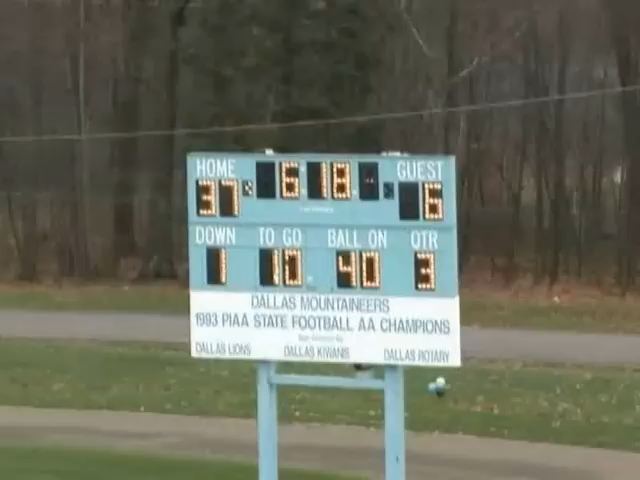 HOME 6:18 GUEST
37 6
DOWN TO GO BALL ON QTR
1 10 40 3
DALLAS MOUNTAINEERS
1993 PIAA STATE FOOTBALL AA CHAMPIONS
DALLAS LIONS DALLAS KIWANIS DALLAS ROTARY